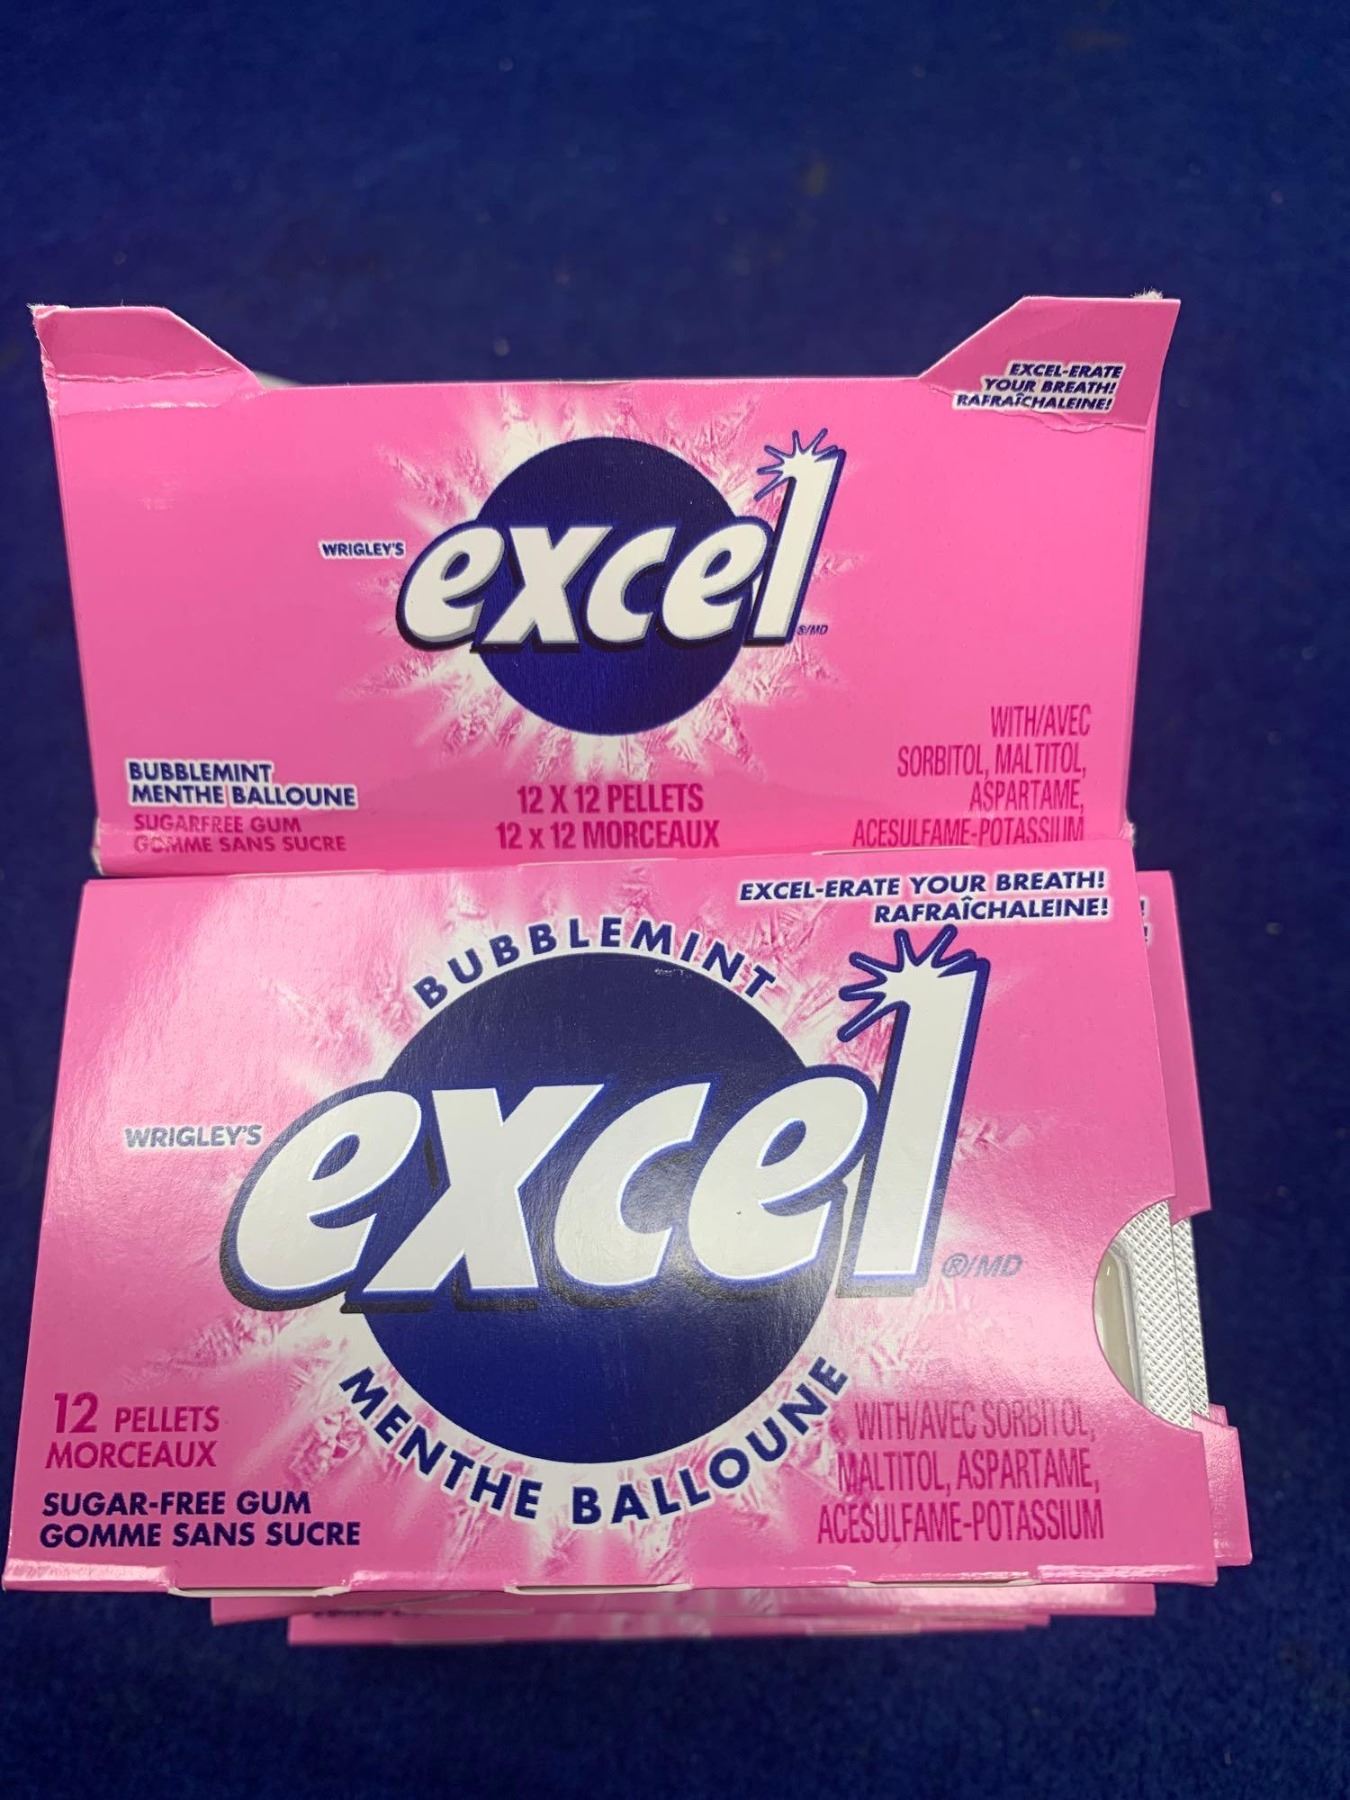 EXCEL-ERATE
YOUR BREATH!
RAFRAÎCHALEINE!
WRIGLEY'S
excel
®/MD
BUBBLEMINT
MENTHE BALLOUNE
SUGARFREE GUM
GOMME SANS SUCRE
12 X 12 PELLETS
12 x 12 MORCEAUX
WITH/AVEC
SORBITOL, MALTITOL,
ASPARTAME,
ACESULFAME-POTASSIUM
EXCEL-ERATE YOUR BREATH!
RAFRAÎCHALEINE!
BUBBLEMINT
WRIGLEY'S
excel
®/MD
MENTHE BALLOUNE
12 PELLETS
MORCEAUX
SUGAR-FREE GUM
GOMME SANS SUCRE
WITH/AVEC SORBITOL,
MALTITOL, ASPARTAME,
ACÉSULFAME-POTASSIUM